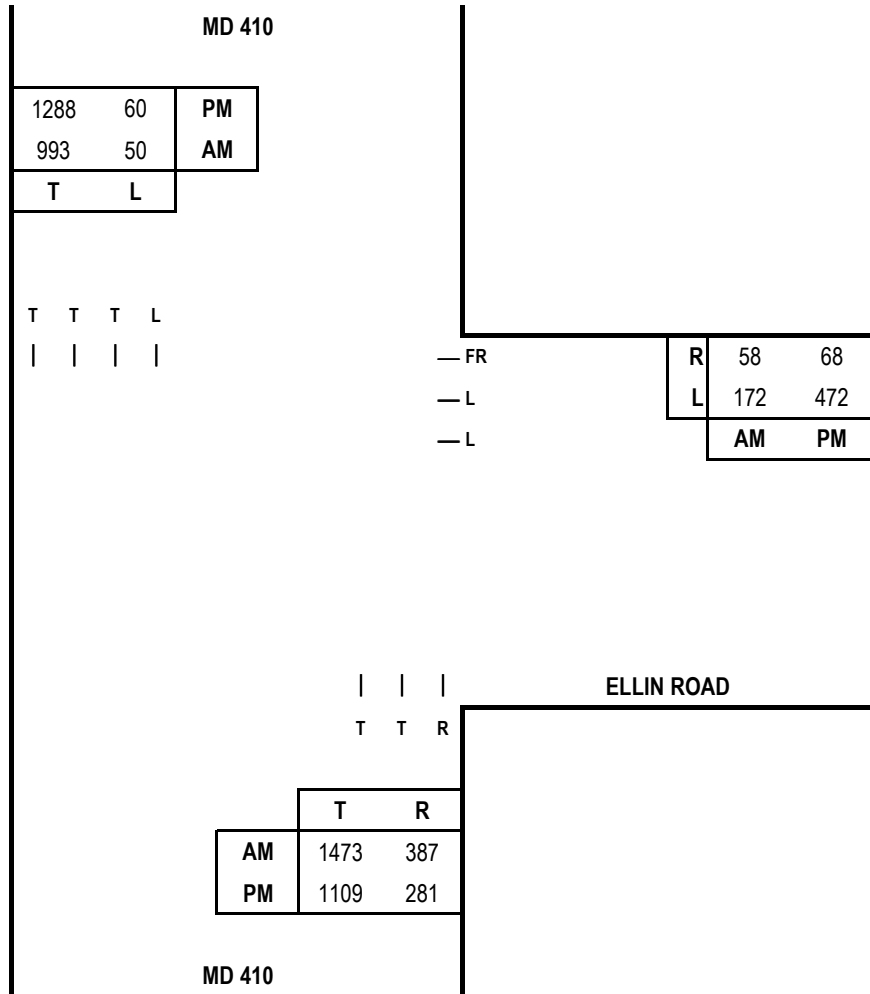 MD 410
1288 60 PM
993 50 AM
T L
T T T L
FR
L
L
R 58 68
L 172 472
AM PM
ELLIN ROAD
T T R
T R
AM 1473 387
PM 1109 281
MD 410